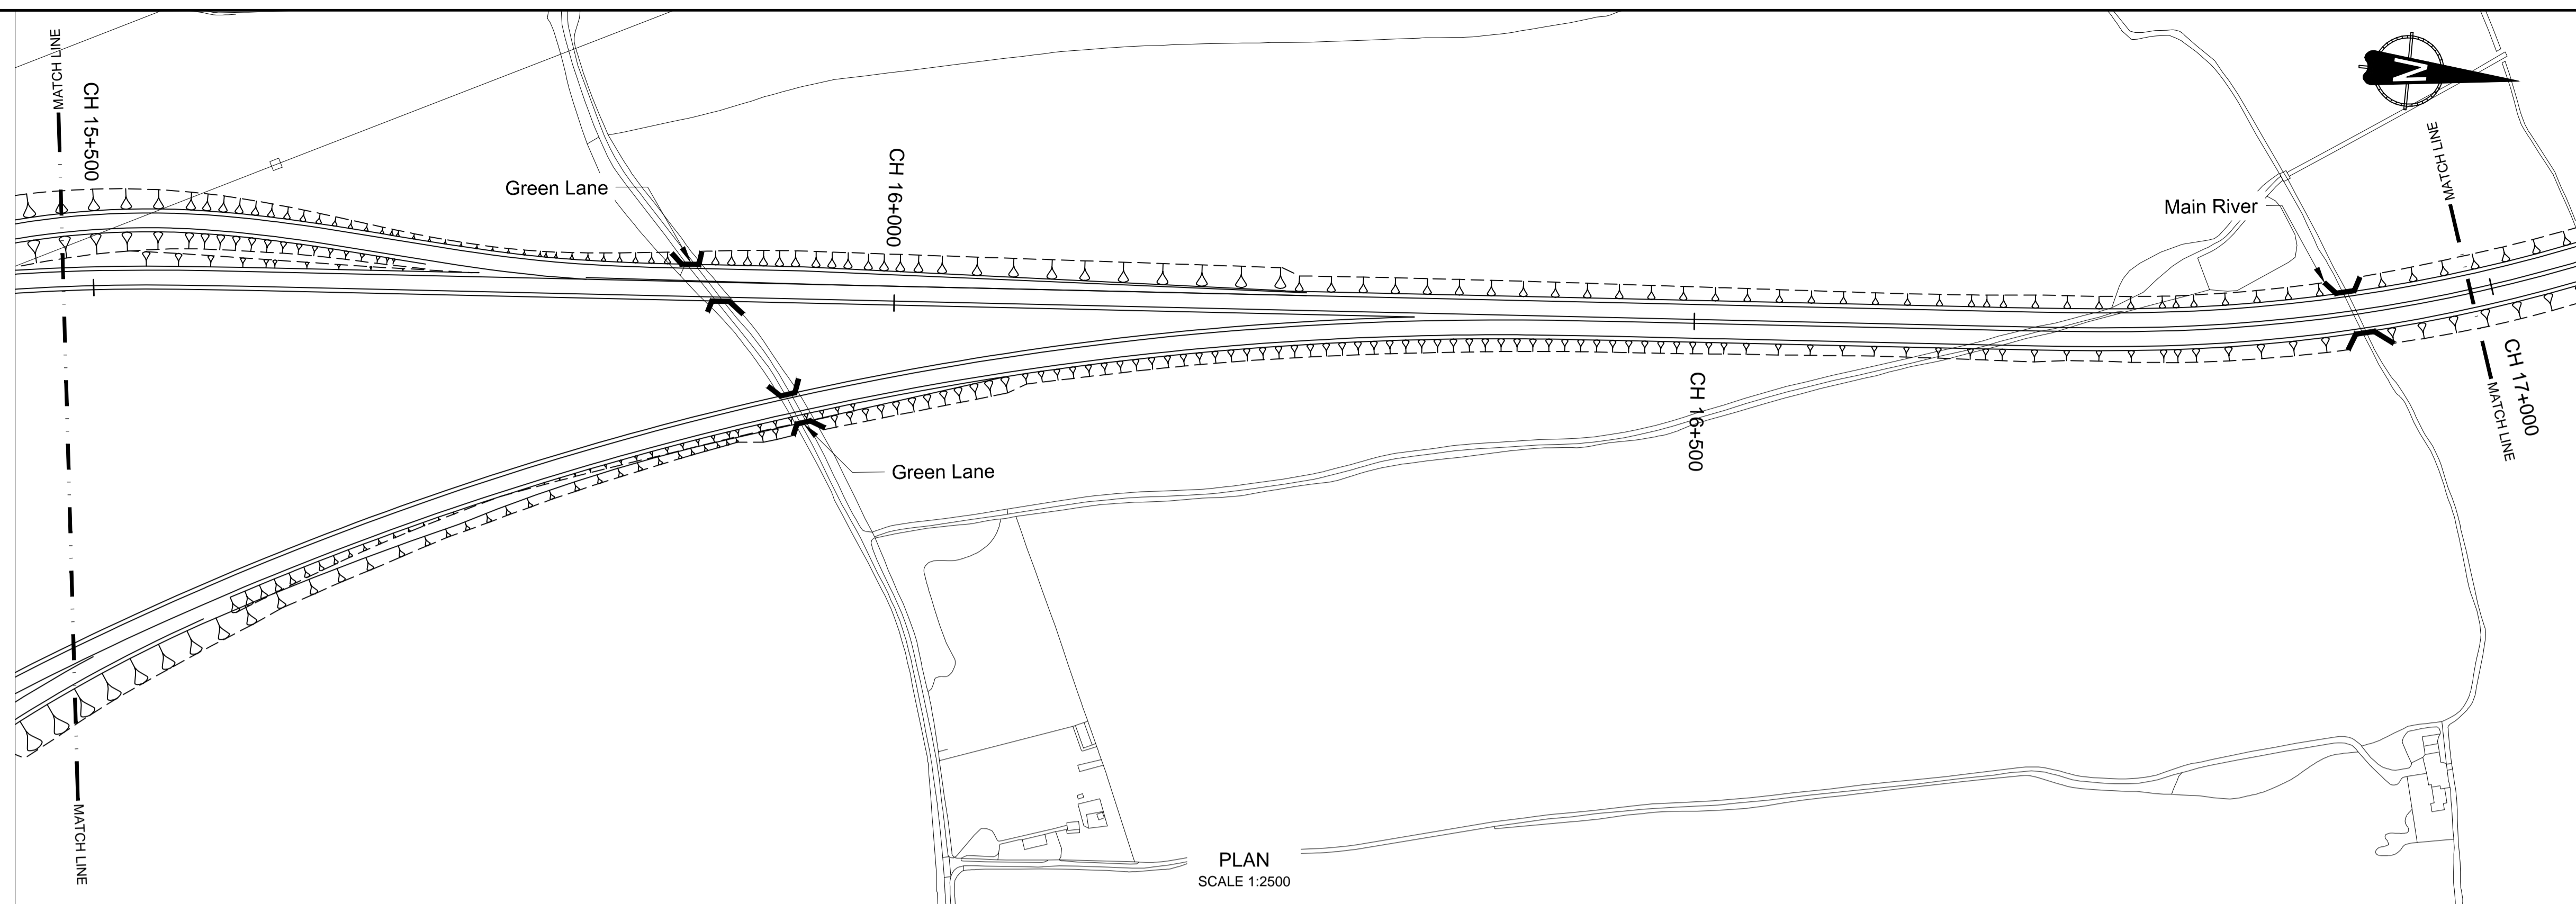 MATCH LINE
CH 15+500
Green Lane
CH 16+000
Main River
N
MATCH LINE
Green Lane
CH 16+500
CH 17+000
MATCH LINE
MATCH LINE
PLAN
SCALE 1:2500